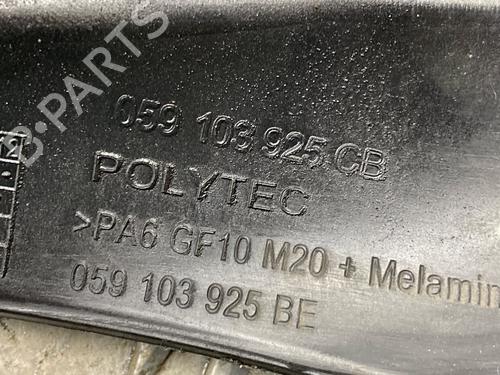 059 103 925 CB
POLYTEC
>PA6 GF10 M20 + Melamin
059 103 925 BE
B-PARTS